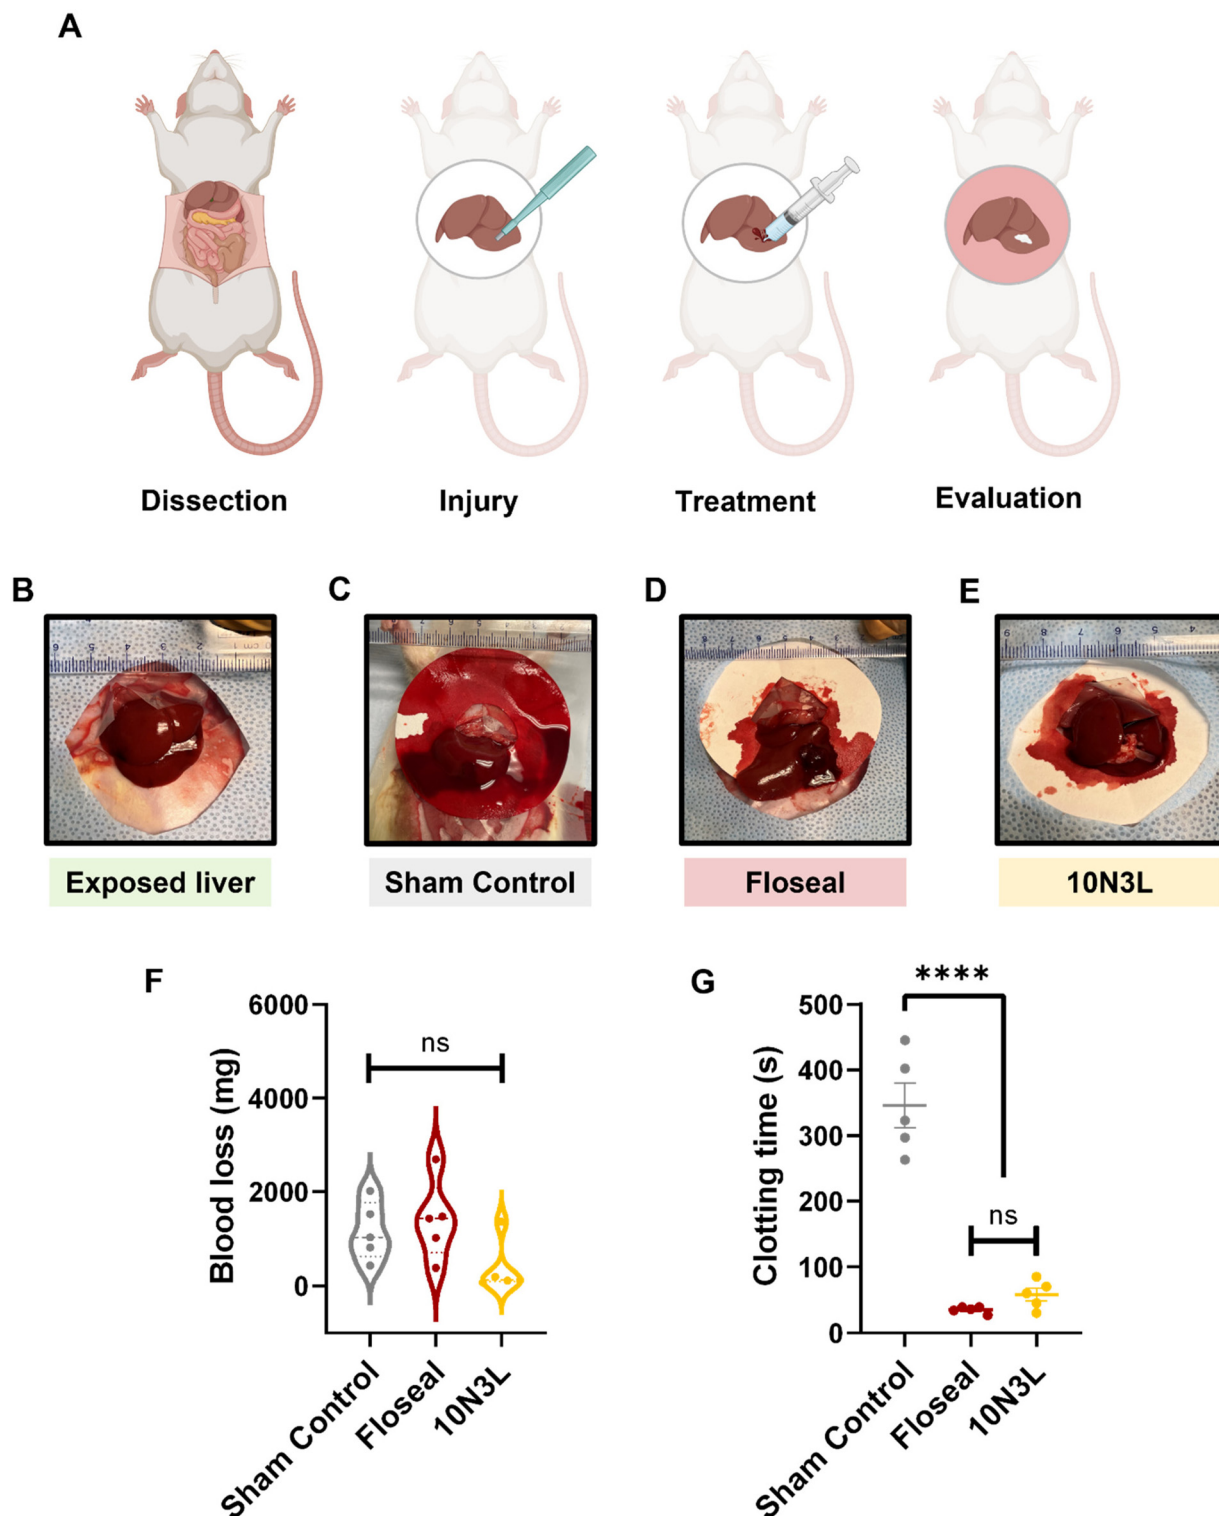 A
Dissection
Injury
Treatment
Evaluation
B
C
D
E
Exposed liver
Sham Control
Floseal
10N3L
F
Blood loss (mg)
6000
4000
2000
0
ns
Sham Control
Floseal
10N3L
G
Clotting time (s)
500
400
300
200
100
0
****
ns
Sham Control
Floseal
10N3L